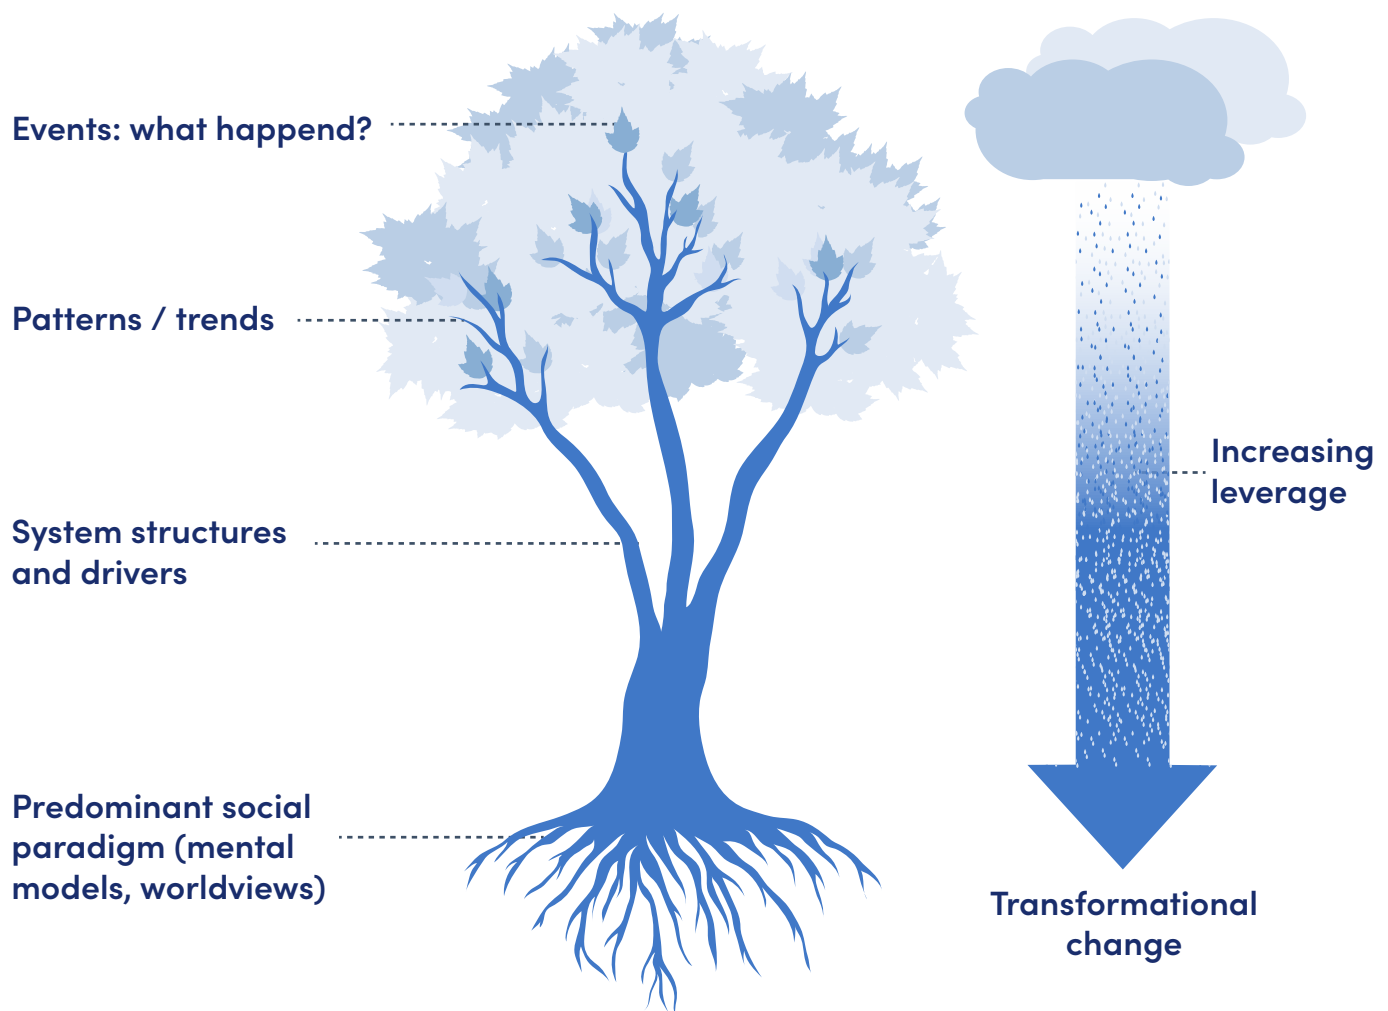 Events: what happend?
Patterns / trends
System structures
and drivers
Predominant social
paradigm (mental
models, worldviews)
Increasing
leverage
Transformational
change